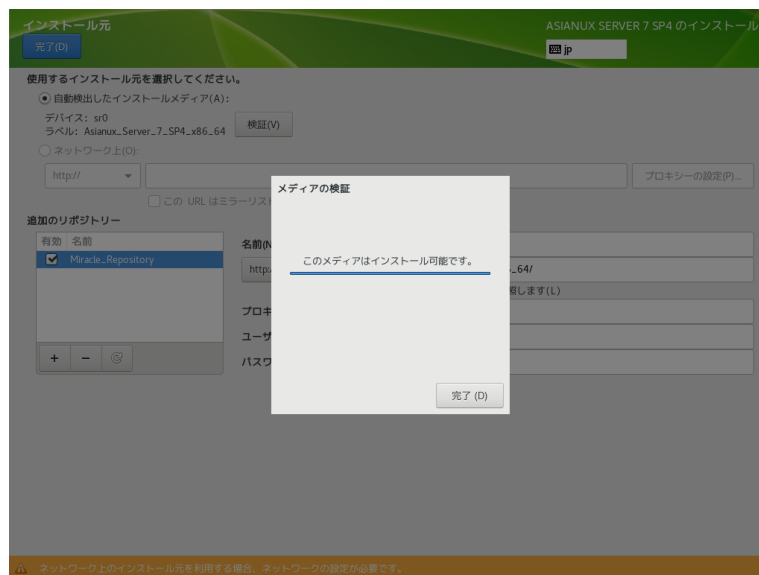 インストール元
ASIANUX SERVER 7 SP4 のインストール
完了(D)
jp
使用するインストール元を選択してください。
自動検出したインストールメディア(A):
デバイス: sr0
ラベル: Asianux_Server_7_SP4_x86_64
検証(V)
ネットワーク上(O):
http://
プロキシーの設定(P)...
この URL はミラーリス
メディアの検証
このメディアはインストール可能です。
完了 (D)
追加のリポジトリー
有効 名前
Miracle_Repository
名前(N
http:
_64/
します(L)
プロキ
ユーザ
パスワ
ネットワーク上のインストール元を利用する場合、ネットワークの設定が必要です。